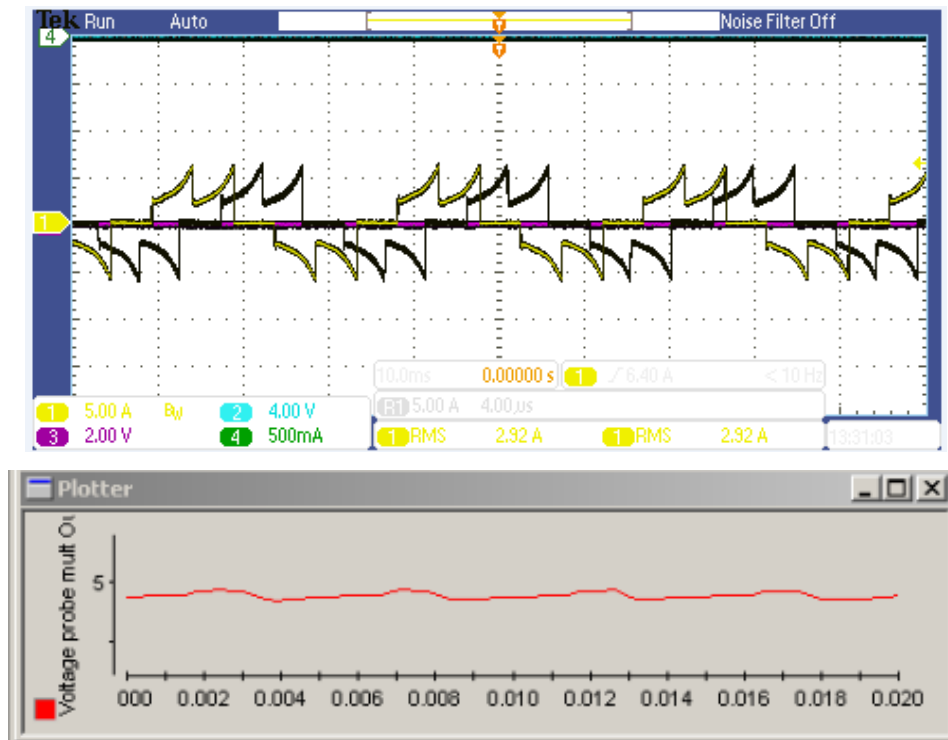 Tek Run Auto Noise Filter Off
4
1
10.0ms 0.00000 s 1 6.40 A < 10 Hz
R1 5.00 A 4.00µs
1 5.00 A BW 2 4.00 V
3 2.00 V 4 500mA
1 RMS 2.92 A 1 RMS 2.92 A 13:31:03
Plotter
Voltage probe mult Ou
5
000 0.002 0.004 0.006 0.008 0.010 0.012 0.014 0.016 0.018 0.020